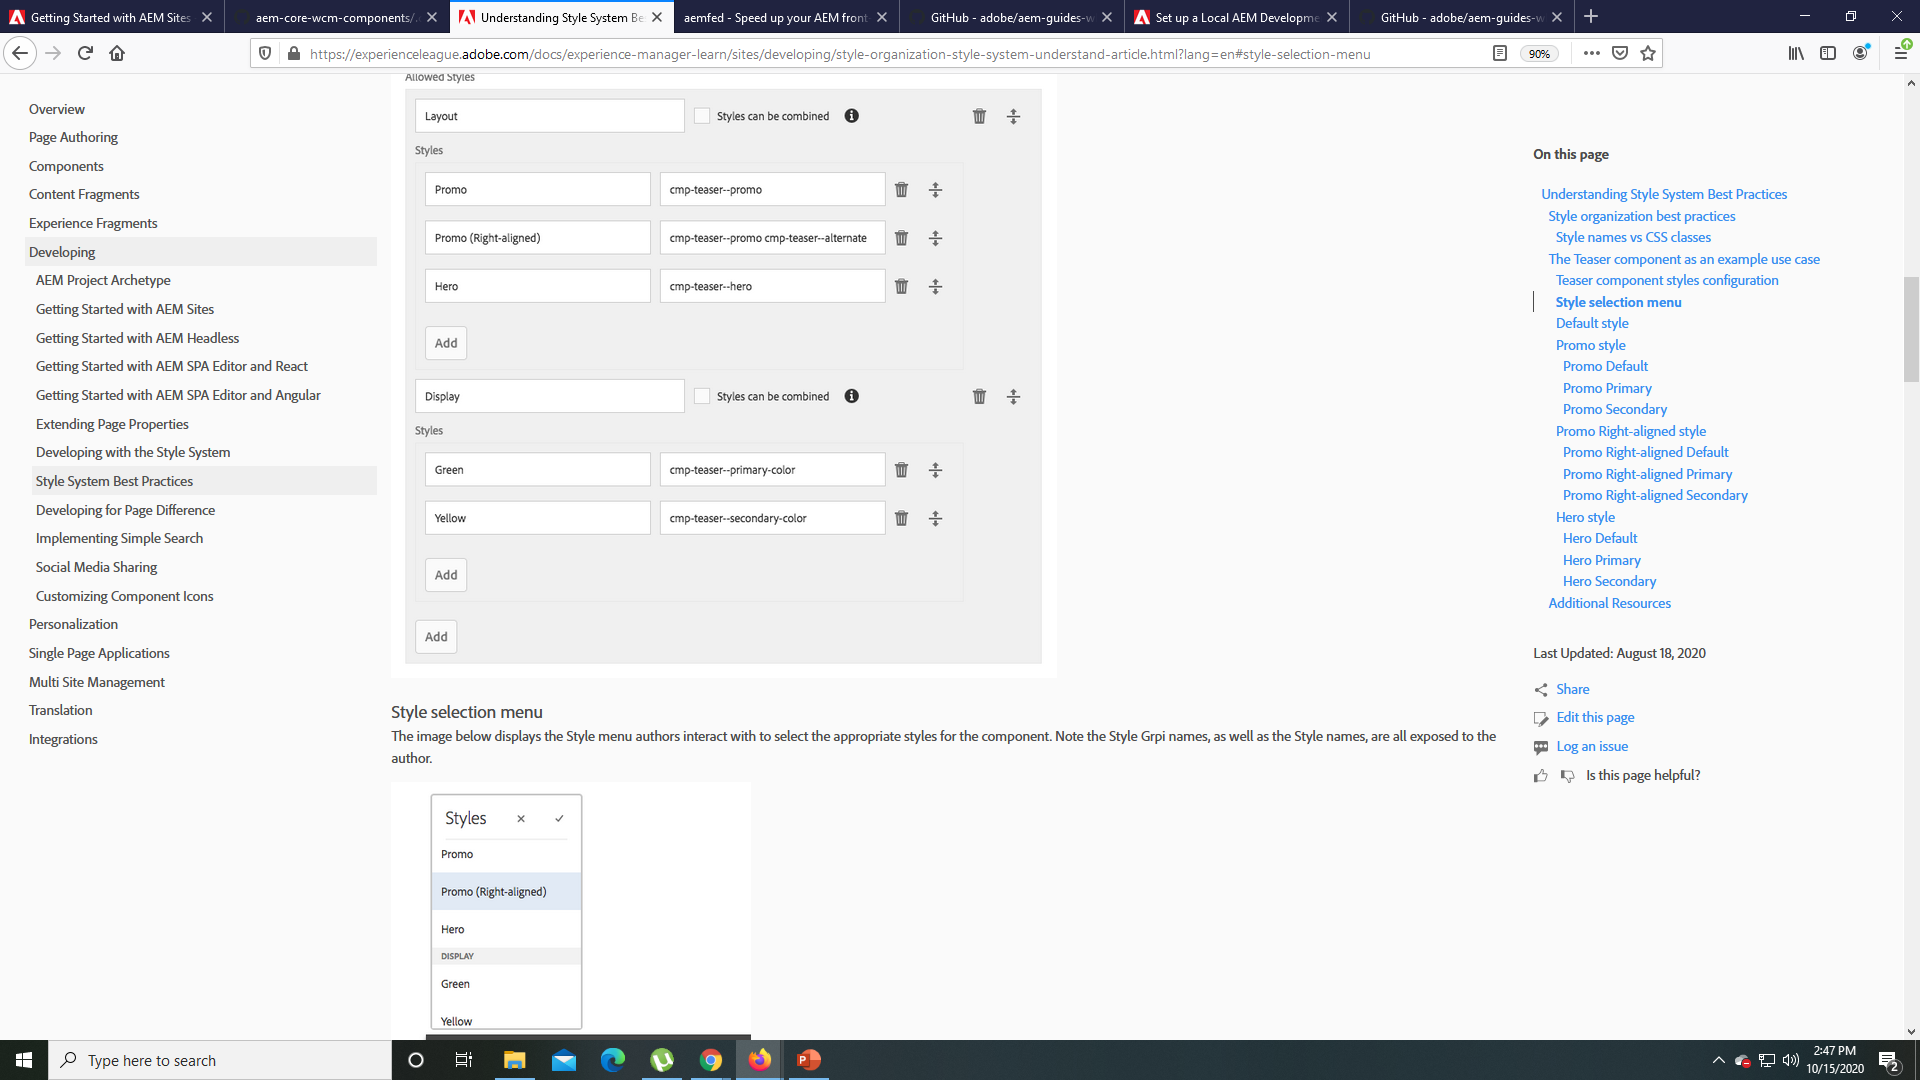 Getting Started with AEM Sites
aem-core-wcm-components/.
Understanding Style System Be
aemfed - Speed up your AEM front
GitHub - adobe/aem-guides-w
Set up a Local AEM Developme
GitHub - adobe/aem-guides-w
https://experienceleague.adobe.com/docs/experience-manager-learn/sites/developing/style-organization-style-system-understand-article.html?lang=en#style-selection-menu
90%
Overview
Page Authoring
Components
Content Fragments
Experience Fragments
Developing
AEM Project Archetype
Getting Started with AEM Sites
Getting Started with AEM Headless
Getting Started with AEM SPA Editor and React
Getting Started with AEM SPA Editor and Angular
Extending Page Properties
Developing with the Style System
Style System Best Practices
Developing for Page Difference
Implementing Simple Search
Social Media Sharing
Customizing Component Icons
Personalization
Single Page Applications
Multi Site Management
Translation
Integrations
Allowed Styles
Layout
Styles can be combined
Styles
Promo
cmp-teaser--promo
Promo (Right-aligned)
cmp-teaser--promo cmp-teaser--alternate
Hero
cmp-teaser--hero
Add
Display
Styles can be combined
Styles
Green
cmp-teaser--primary-color
Yellow
cmp-teaser--secondary-color
Add
Add
Style selection menu
The image below displays the Style menu authors interact with to select the appropriate styles for the component. Note the Style Grpi names, as well as the Style names, are all exposed to the
author.
Styles
Promo
Promo (Right-aligned)
Hero
DISPLAY
Green
Yellow
On this page
Understanding Style System Best Practices
Style organization best practices
Style names vs CSS classes
The Teaser component as an example use case
Teaser component styles configuration
Style selection menu
Default style
Promo style
Promo Default
Promo Primary
Promo Secondary
Promo Right-aligned style
Promo Right-aligned Default
Promo Right-aligned Primary
Promo Right-aligned Secondary
Hero style
Hero Default
Hero Primary
Hero Secondary
Additional Resources
Last Updated: August 18, 2020
Share
Edit this page
Log an issue
Is this page helpful?
Type here to search
2:47 PM
10/15/2020
2